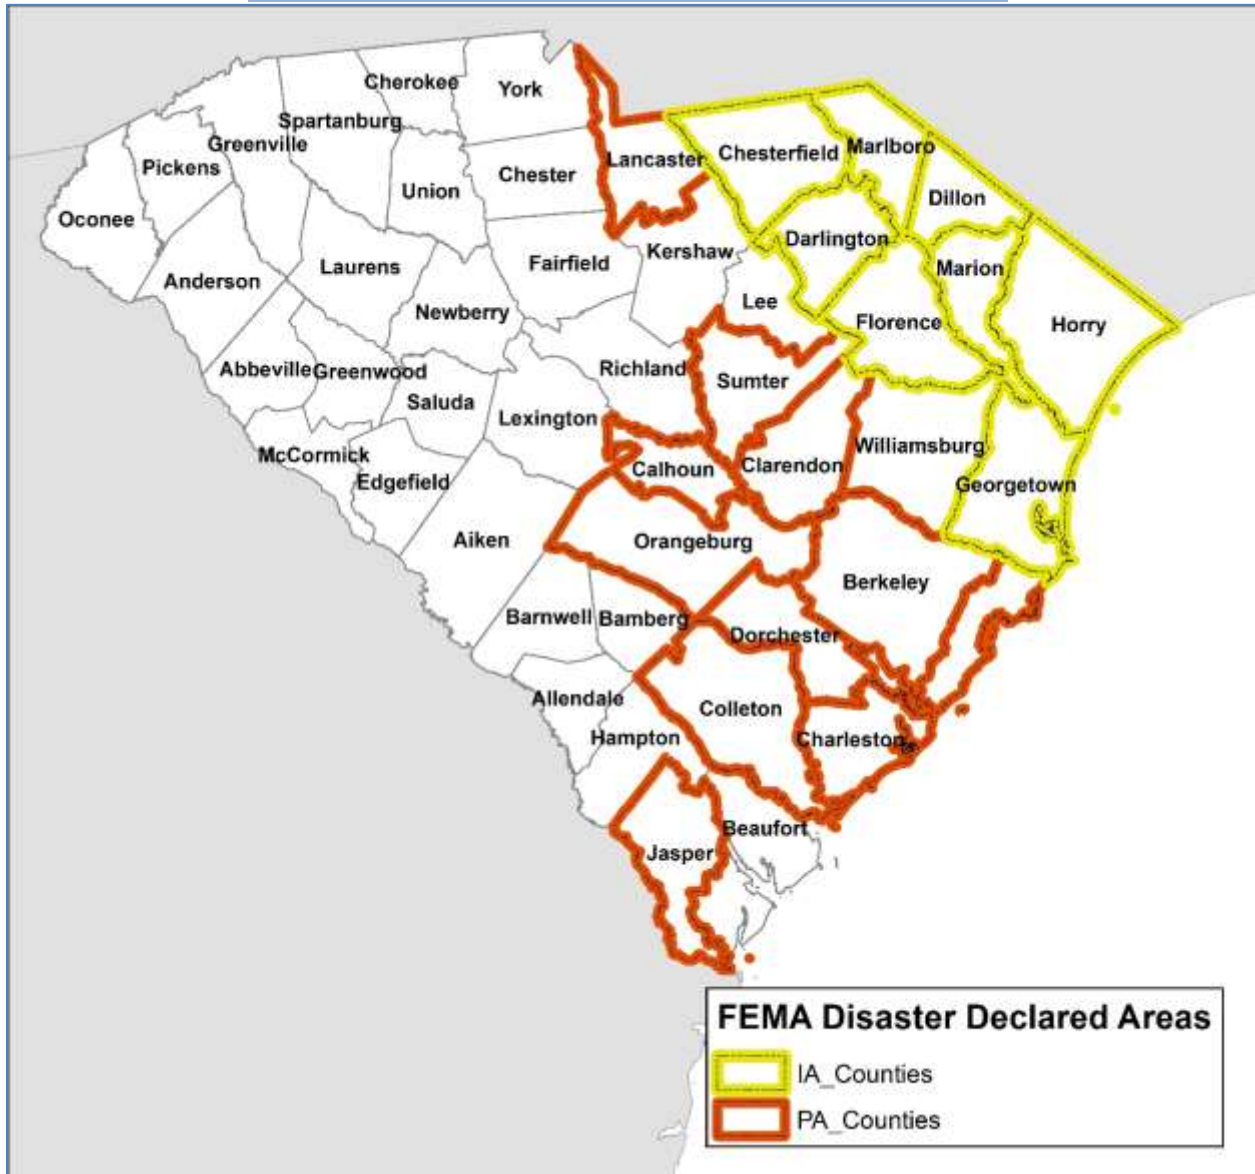 Cherokee
York
Spartanburg
Greenville
Pickens
Oconee
Union
Chester
Lancaster
Chesterfield
Marlboro
Dillon
Anderson
Laurens
Newberry
Fairfield
Kershaw
Darlington
Marion
Lee
Florence
Horry
Abbeville
Greenwood
Saluda
Richland
Sumter
Lexington
McCormick
Edgefield
Calhoun
Clarendon
Williamsburg
Georgetown
Aiken
Orangeburg
Berkeley
Barnwell
Bamberg
Dorchester
Allendale
Hampton
Colleton
Charleston
Beaufort
Jasper
FEMA Disaster Declared Areas
IA_Counties
PA_Counties